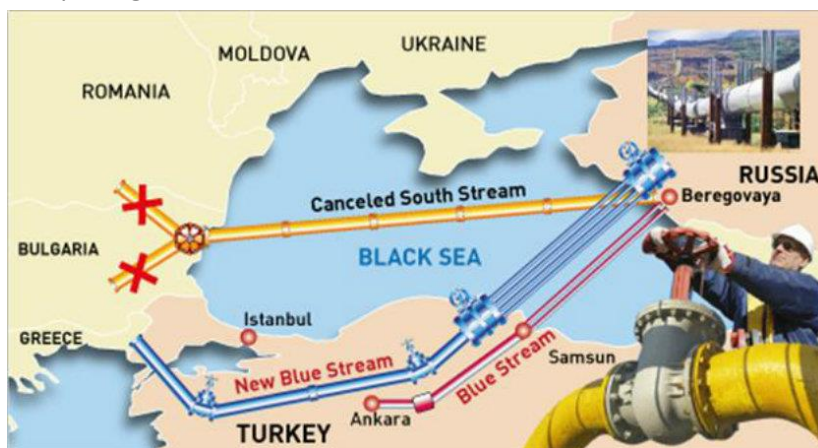 MOLDOVA
UKRAINE
ROMANIA
RUSSIA
Beregovaya
Canceled South Stream
BULGARIA
BLACK SEA
GREECE
Istanbul
New Blue Stream
Blue Stream
Samsun
Ankara
TURKEY